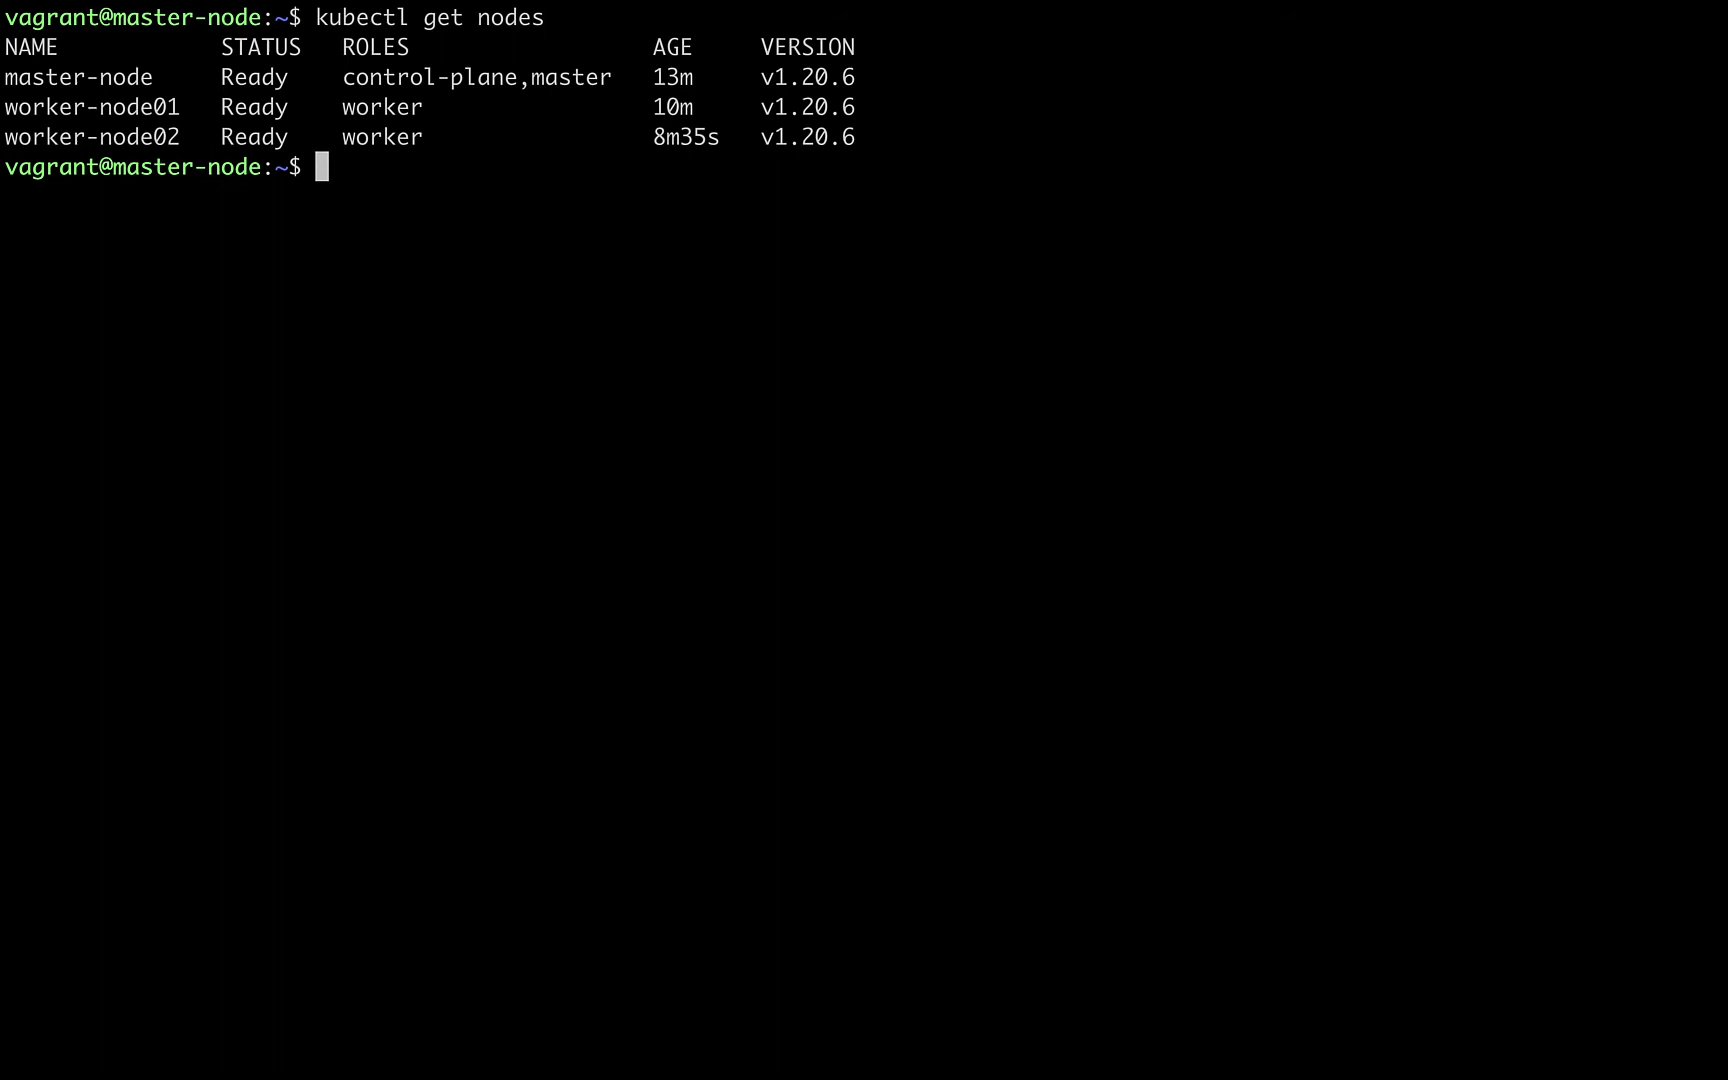 vagrant@master-node:~$ kubectl get nodes
NAME            STATUS   ROLES                  AGE     VERSION
master-node     Ready    control-plane,master   13m     v1.20.6
worker-node01   Ready    worker                 10m     v1.20.6
worker-node02   Ready    worker                 8m35s   v1.20.6
vagrant@master-node:~$